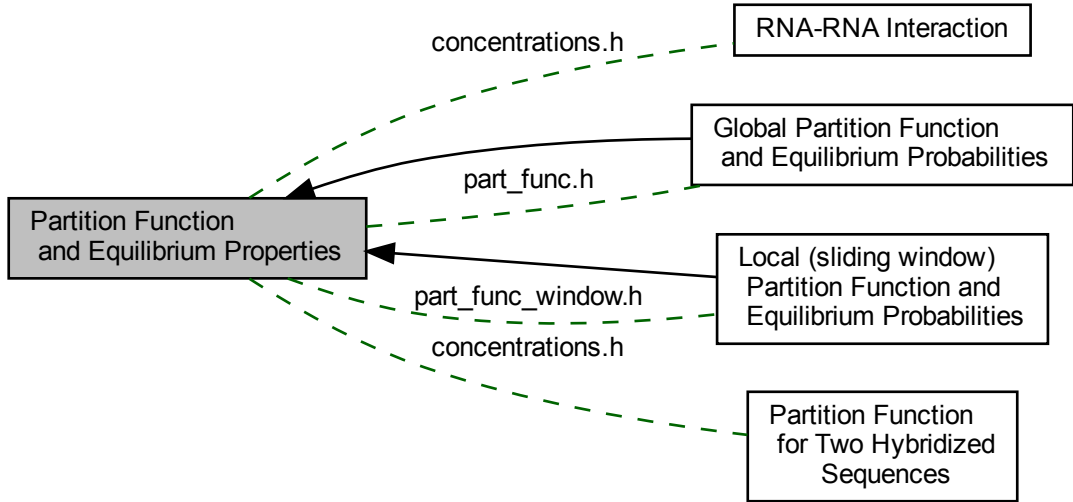 RNA-RNA Interaction
concentrations.h
Global Partition Function
and Equilibrium Probabilities
part_func.h
Partition Function
and Equilibrium Properties
Local (sliding window)
Partition Function and
Equilibrium Probabilities
part_func_window.h
concentrations.h
Partition Function
for Two Hybridized
Sequences